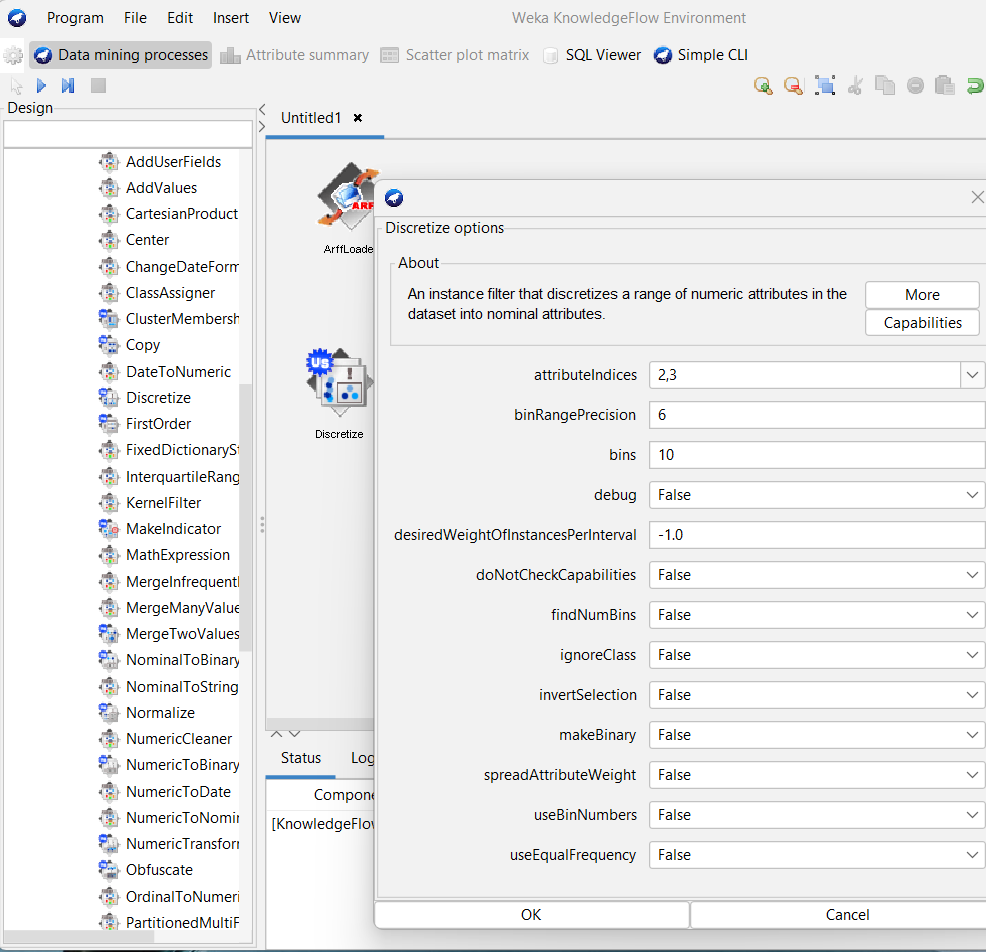 Program File Edit Insert View Weka KnowledgeFlow Environment
Data mining processes Attribute summary Scatter plot matrix SQL Viewer Simple CLI
Design
Untitled1
AddUserFields
AddValues
CartesianProduct
Center
ChangeDateForm
ClassAssigner
ClusterMembersh
Copy
DateToNumeric
Discretize
FirstOrder
FixedDictionarySt
InterquartileRang
KernelFilter
MakeIndicator
MathExpression
MergeInfrequentI
MergeManyValue
MergeTwoValues
NominalToBinary
NominalToString
Normalize
NumericCleaner
NumericToBinary
NumericToDate
NumericToNomin
NumericTransforr
Obfuscate
OrdinalToNumeri
PartitionedMultiF
ARF
ArffLoade
US
Discretize
Status Log
Compone
[KnowledgeFlow
Discretize options
About
An instance filter that discretizes a range of numeric attributes in the
dataset into nominal attributes.
More
Capabilities
attributeIndices 2,3
binRangePrecision 6
bins 10
debug False
desiredWeightOfInstancesPerInterval -1.0
doNotCheckCapabilities False
findNumBins False
ignoreClass False
invertSelection False
makeBinary False
spreadAttributeWeight False
useBinNumbers False
useEqualFrequency False
OK Cancel